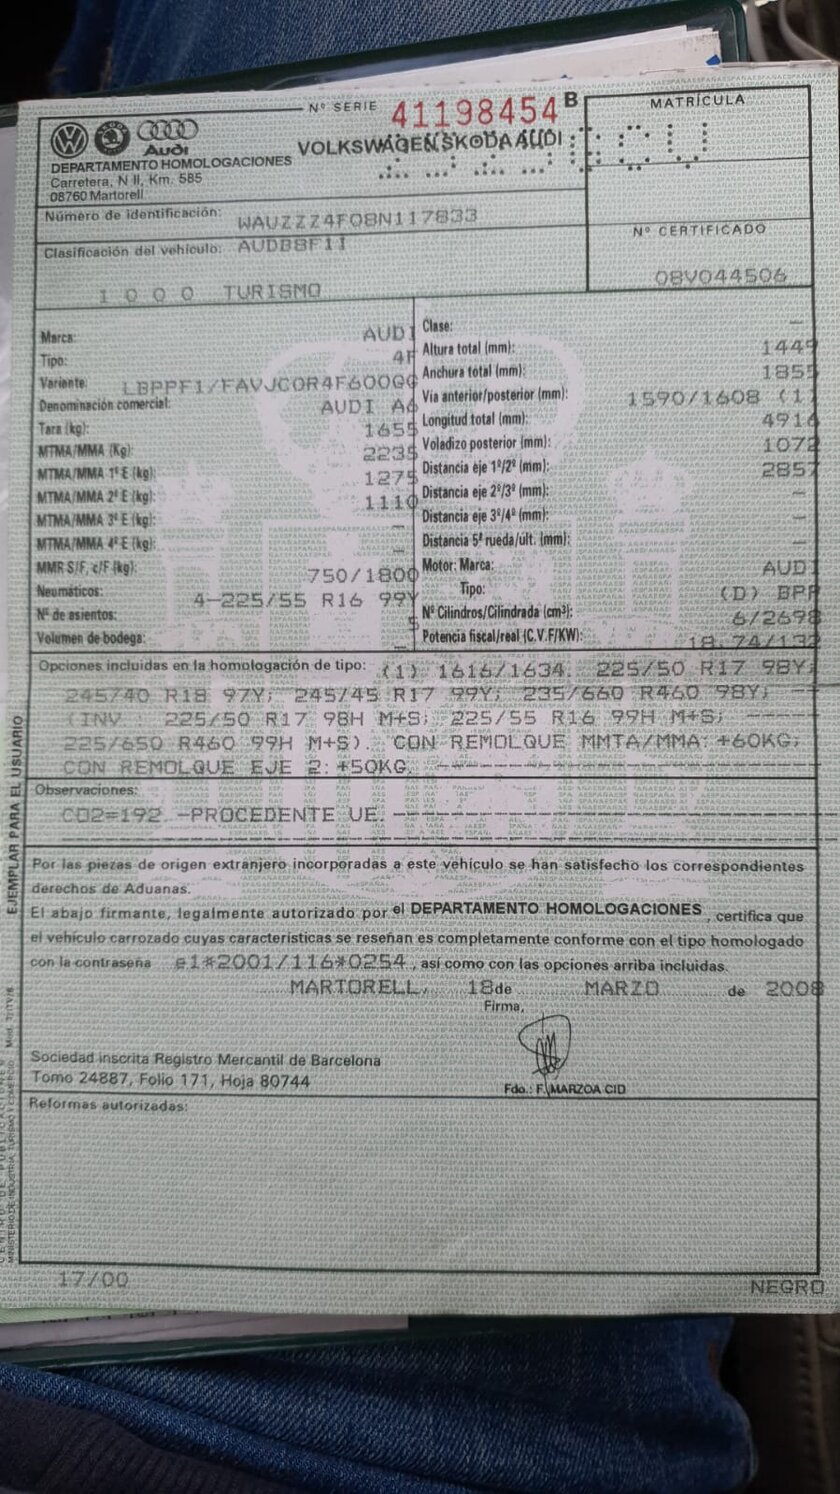 Nº SERIE 41198454 B
MATRÍCULA
Audi
VOLKSWAGEN SKODA AUDI
DEPARTAMENTO HOMOLOGACIONES
Carretera, N II, Km. 585
08760 Martorell
Número de identificación: WAUZZZ4F08N117833
Nº CERTIFICADO
Clasificación del vehículo: AUDB8F11
08V044506
1000 TURISMO
Marca: AUDI
Tipo: 4F
Variante: LBPPF1/FAVJCOR4F600GG
Denominación comercial: AUDI A6
Tara (kg): 1655
MTMA/MMA (Kg): 2235
MTMA/MMA 1º E (kg): 1275
MTMA/MMA 2º E (kg): 1110
MTMA/MMA 3º E (kg): -
MTMA/MMA 4º E (kg): -
MMR S/F, c/F (kg): 750/1800
Neumáticos: 4-225/55 R16 99Y
Nº de asientos: 5
Volumen de bodega: -
Clase: -
Altura total (mm): 1449
Anchura total (mm): 1855
Vía anterior/posterior (mm): 1590/1608 (1)
Longitud total (mm): 4916
Voladizo posterior (mm): 1072
Distancia eje 1º/2º (mm): 2857
Distancia eje 2º/3º (mm): -
Distancia eje 3º/4º (mm): -
Distancia 5ª rueda/últ. (mm): -
Motor: Marca: AUDI
Tipo: (D) BPP
Nº Cilindros/Cilindrada (cm³): 6/2698
Potencia fiscal/real (C.V.F/KW): 18,74/132
Opciones incluidas en la homologación de tipo: (1) 1616/1634. 225/50 R17 98Y;
245/40 R18 97Y; 245/45 R17 99Y; 235/660 R460 98Y; --
(INV : 225/50 R17 98H M+S; 225/55 R16 99H M+S; -----
225/650 R460 99H M+S). CON REMOLQUE MMTA/MMA: +60KG;
CON REMOLQUE EJE 2: +50KG. --------------------
Observaciones:
CO2=192 -PROCEDENTE UE.-----------------------
Por las piezas de origen extranjero incorporadas a este vehículo se han satisfecho los correspondientes
derechos de Aduanas.
El abajo firmante, legalmente autorizado por el DEPARTAMENTO HOMOLOGACIONES, certifica que
el vehículo carrozado cuyas características se reseñan es completamente conforme con el tipo homologado
con la contraseña e1*2001/116*0254, así como con las opciones arriba incluidas.
MARTORELL, 18 de MARZO de 2008
Firma,
Sociedad inscrita Registro Mercantil de Barcelona
Tomo 24887, Folio 171, Hoja 80744
Fdo.: F. MARZOA CID
Reformas autorizadas:
17/00
NEGRO
EJEMPLAR PARA EL USUARIO
MINISTERIO DE INDUSTRIA, TURISMO Y COMERCIO